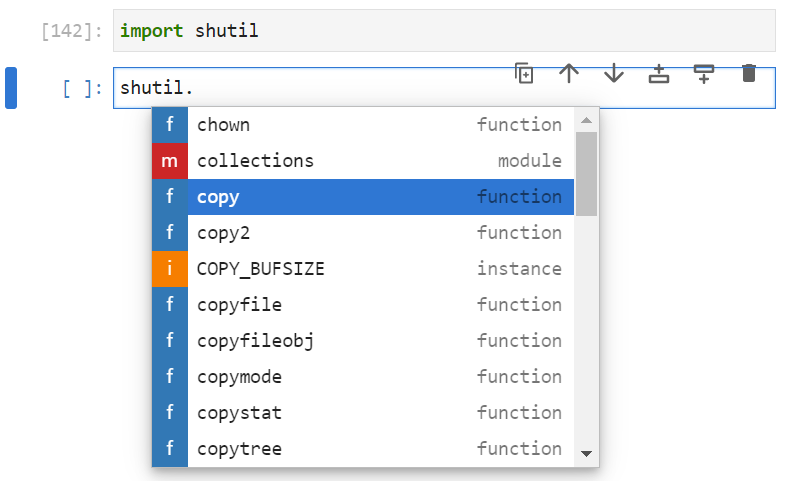 [142]: import shutil
[ ]: shutil.
f chown function
m collections module
f copy function
f copy2 function
i COPY_BUFSIZE instance
f copyfile function
f copyfileobj function
f copymode function
f copystat function
f copytree function